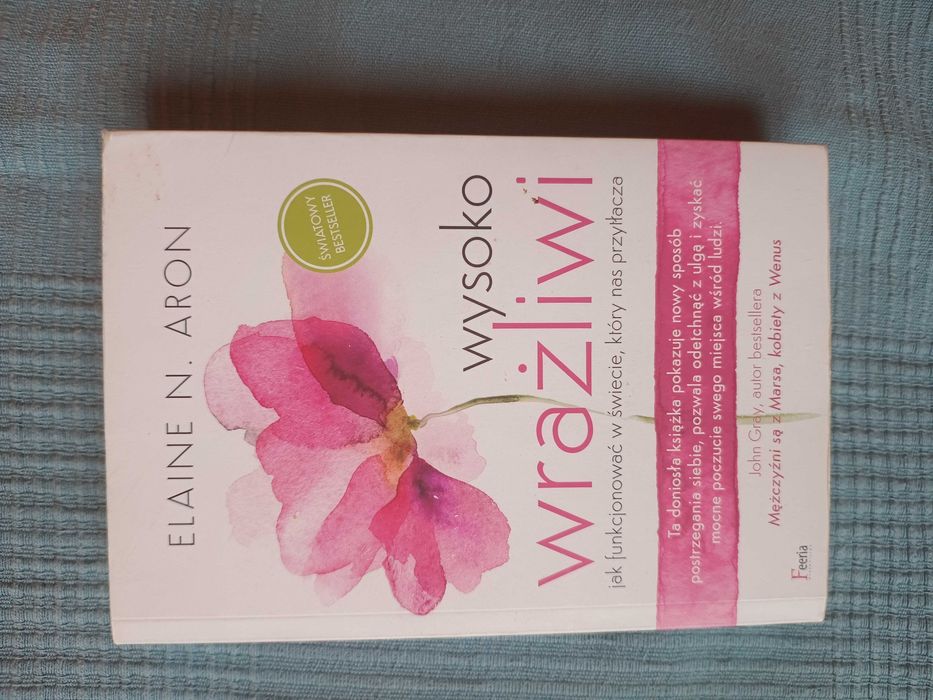 ELAINE N. ARON
ŚWIATOWY
BESTSELLER
wysoko
wrażliwi
jak funkcjonować w świecie, który nas przytłacza
Ta doniosła książka pokazuje nowy sposób
postrzegania siebie, pozwala odetchnąć z ulgą i zyskać
mocne poczucie swego miejsca wśród ludzi.
John Gray, autor bestsellera
Mężczyźni są z Marsa, kobiety z Wenus
Feeria